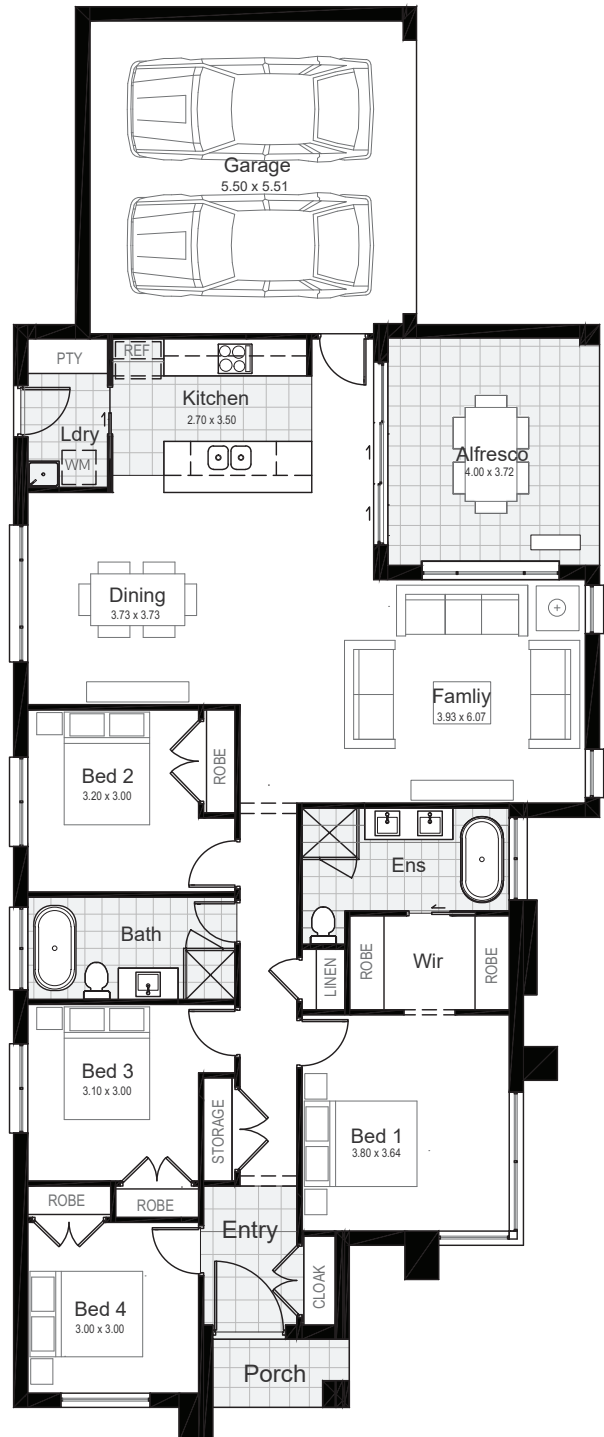 Garage
5.50 x 5.51
PTY
REF
Kitchen
2.70 x 3.50
Ldry
WM
Alfresco
4.00 x 3.72
Dining
3.73 x 3.73
Famliy
3.93 x 6.07
Bed 2
3.20 x 3.00
ROBE
Ens
Bath
LINEN
ROBE
Wir
ROBE
Bed 3
3.10 x 3.00
STORAGE
Bed 1
3.80 x 3.64
ROBE
ROBE
Entry
CLOAK
Bed 4
3.00 x 3.00
Porch